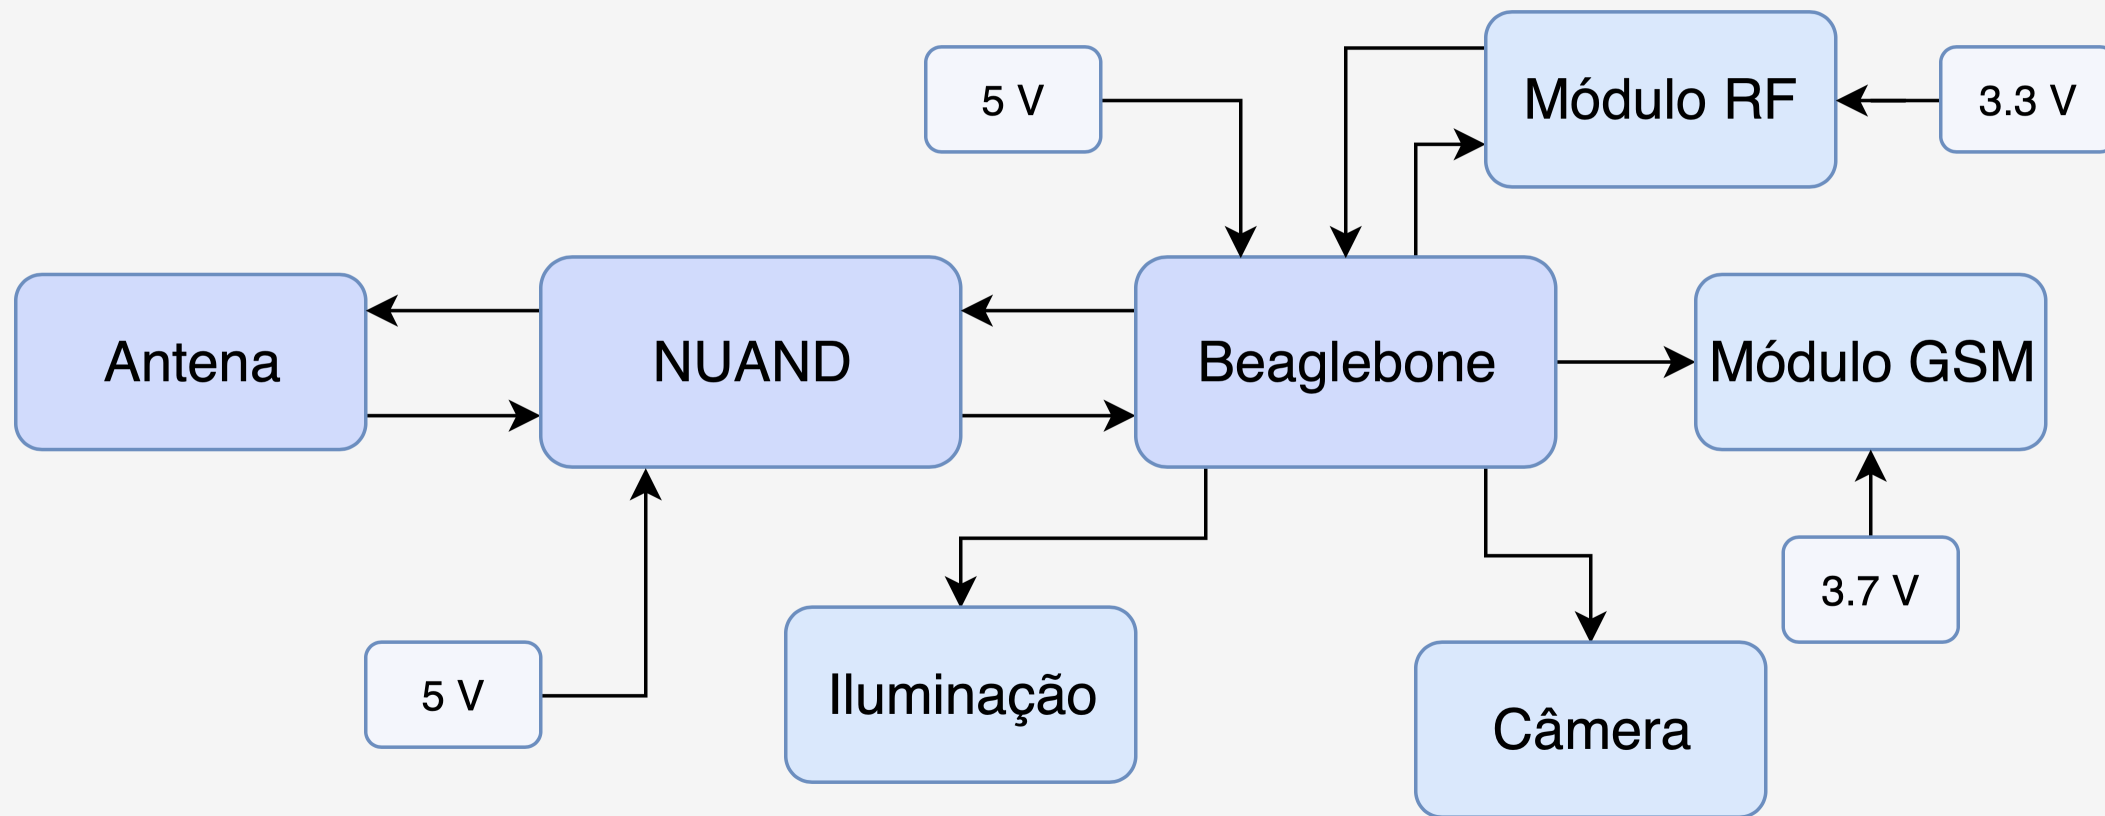 5 V
Módulo RF
3.3 V
Antena
NUAND
Beaglebone
Módulo GSM
3.7 V
5 V
Iluminação
Câmera